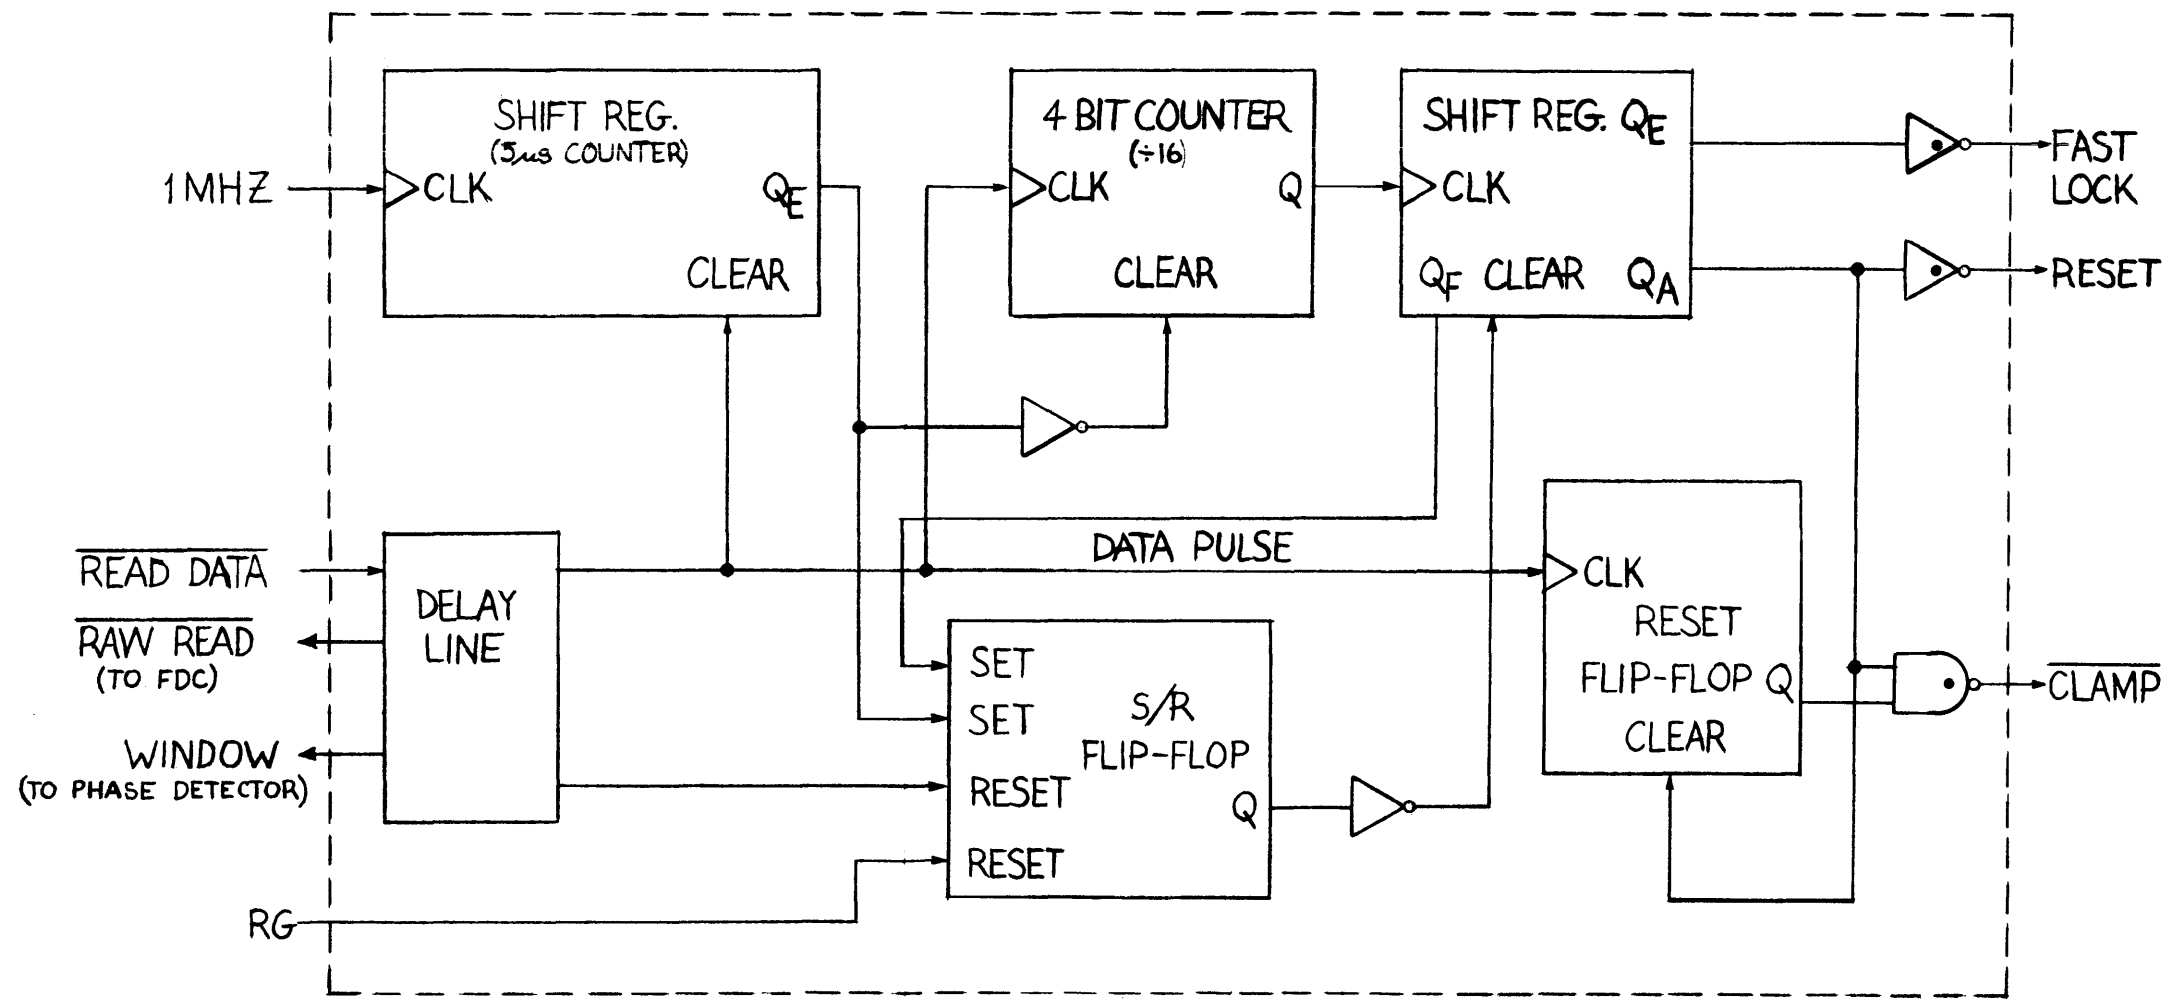 SHIFT REG.
(5µs COUNTER)
1MHZ
CLK
QE
CLEAR
4 BIT COUNTER
(÷16)
CLK
Q
CLEAR
SHIFT REG. QE
CLK
QF CLEAR QA
FAST
LOCK
RESET
READ DATA
RAW READ
(TO FDC)
WINDOW
(TO PHASE DETECTOR)
DELAY
LINE
DATA PULSE
SET
SET
S/R
FLIP-FLOP
RESET
Q
RESET
RG
CLK
RESET
FLIP-FLOP Q
CLEAR
CLAMP